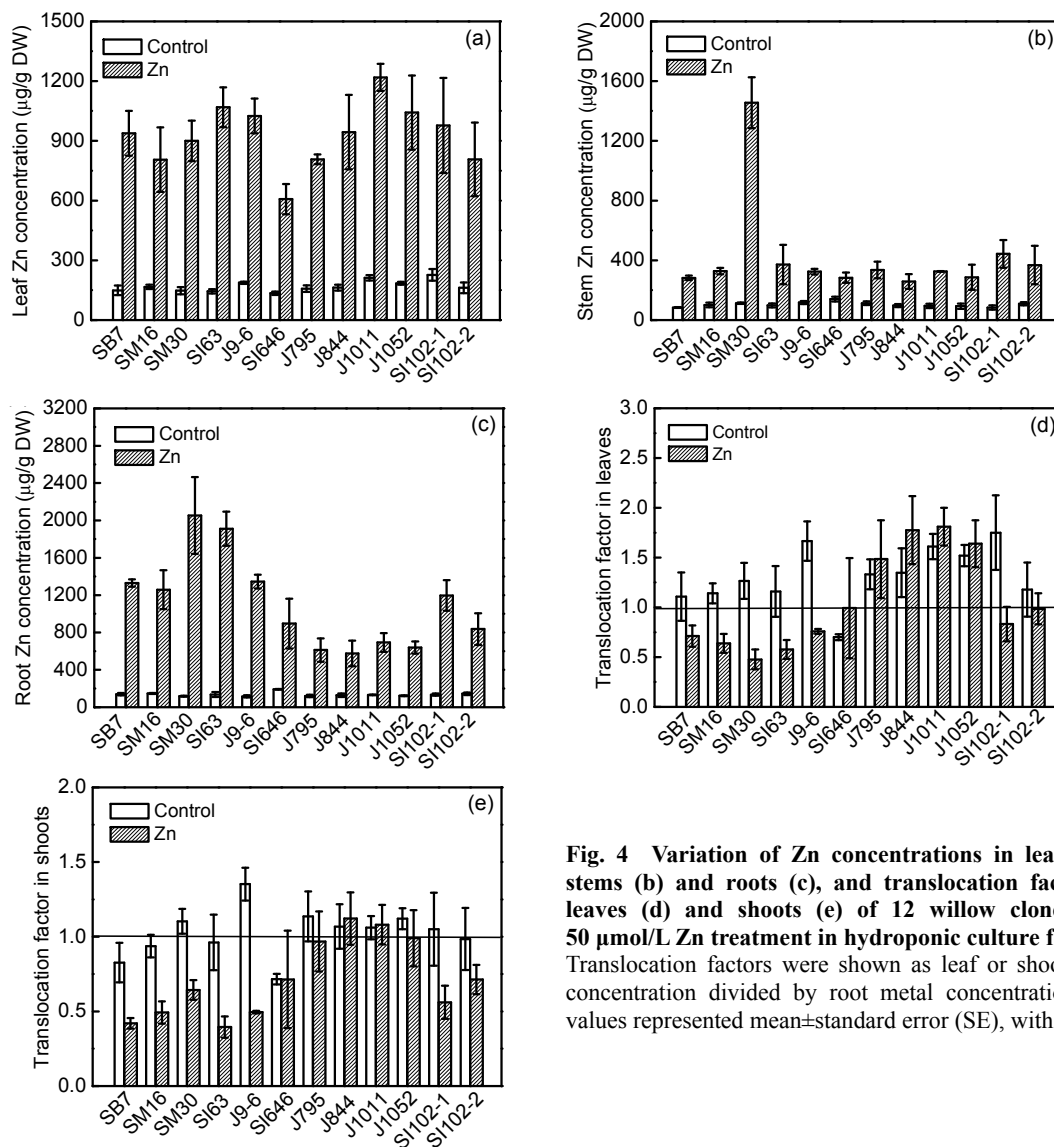 (a)
Control
Zn
Leaf Zn concentration (μg/g DW)
1500
1200
900
600
300
0
SB7
SM16
SM30
SI63
J9-6
SI646
J795
J844
J1011
J1052
SI102-1
SI102-2
(b)
Control
Zn
Stem Zn concentration (μg/g DW)
2000
1600
1200
800
400
0
SB7
SM16
SM30
SI63
J9-6
SI646
J795
J844
J1011
J1052
SI102-1
SI102-2
(c)
Control
Zn
Root Zn concentration (μg/g DW)
3200
2800
2400
2000
1600
1200
800
400
0
SB7
SM16
SM30
SI63
J9-6
SI646
J795
J844
J1011
J1052
SI102-1
SI102-2
(d)
Control
Zn
Translocation factor in leaves
3.0
2.5
2.0
1.5
1.0
0.5
0.0
SB7
SM16
SM30
SI63
J9-6
SI646
J795
J844
J1011
J1052
SI102-1
SI102-2
(e)
Control
Zn
Translocation factor in shoots
2.0
1.5
1.0
0.5
0.0
SB7
SM16
SM30
SI63
J9-6
SI646
J795
J844
J1011
J1052
SI102-1
SI102-2
Fig. 4 Variation of Zn concentrations in lea
stems (b) and roots (c), and translocation fac
leaves (d) and shoots (e) of 12 willow clon
50 μmol/L Zn treatment in hydroponic culture f
Translocation factors were shown as leaf or shoo
concentration divided by root metal concentratio
values represented mean±standard error (SE), with